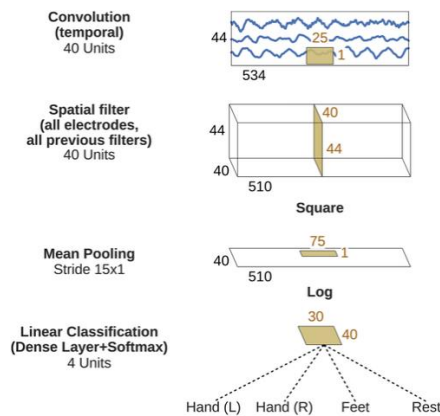 Convolution
(temporal)
40 Units
44
25
1
534
Spatial filter
(all electrodes,
all previous filters)
40 Units
44
40
44
40
510
Square
Mean Pooling
Stride 15x1
75
1
40
510
Log
Linear Classification
(Dense Layer+Softmax)
4 Units
30
40
Hand (L) Hand (R) Feet Rest